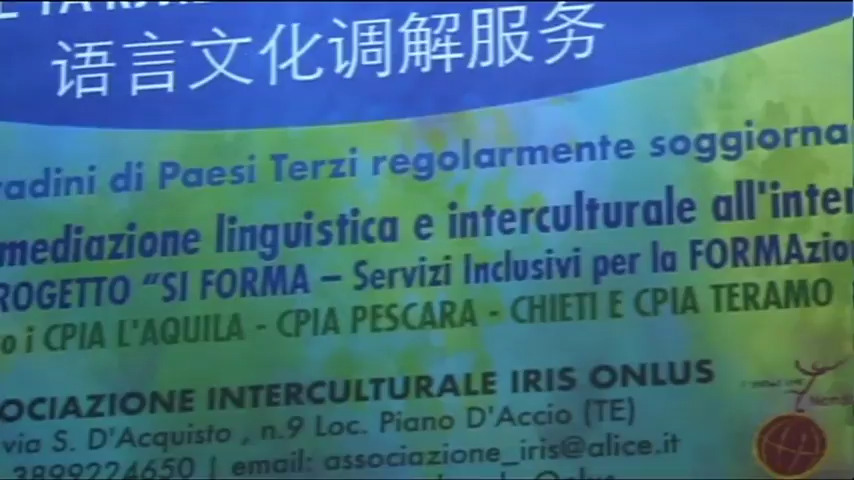 语言文化调解服务
adini di Paesi Terzi regolarmente soggiorna
mediazione linguistica e interculturale all'inter
ROGETTO “SI FORMA – Servizi Inclusivi per la FORMAzio
o i CPIA L'AQUILA - CPIA PESCARA - CHIETI E CPIA TERAMO
OCIAZIONE INTERCULTURALE IRIS ONLUS
via S. D'Acquisto , n.9 Loc. Piano D'Accio (TE)
3899224650 | email: associazione_iris@alice.it